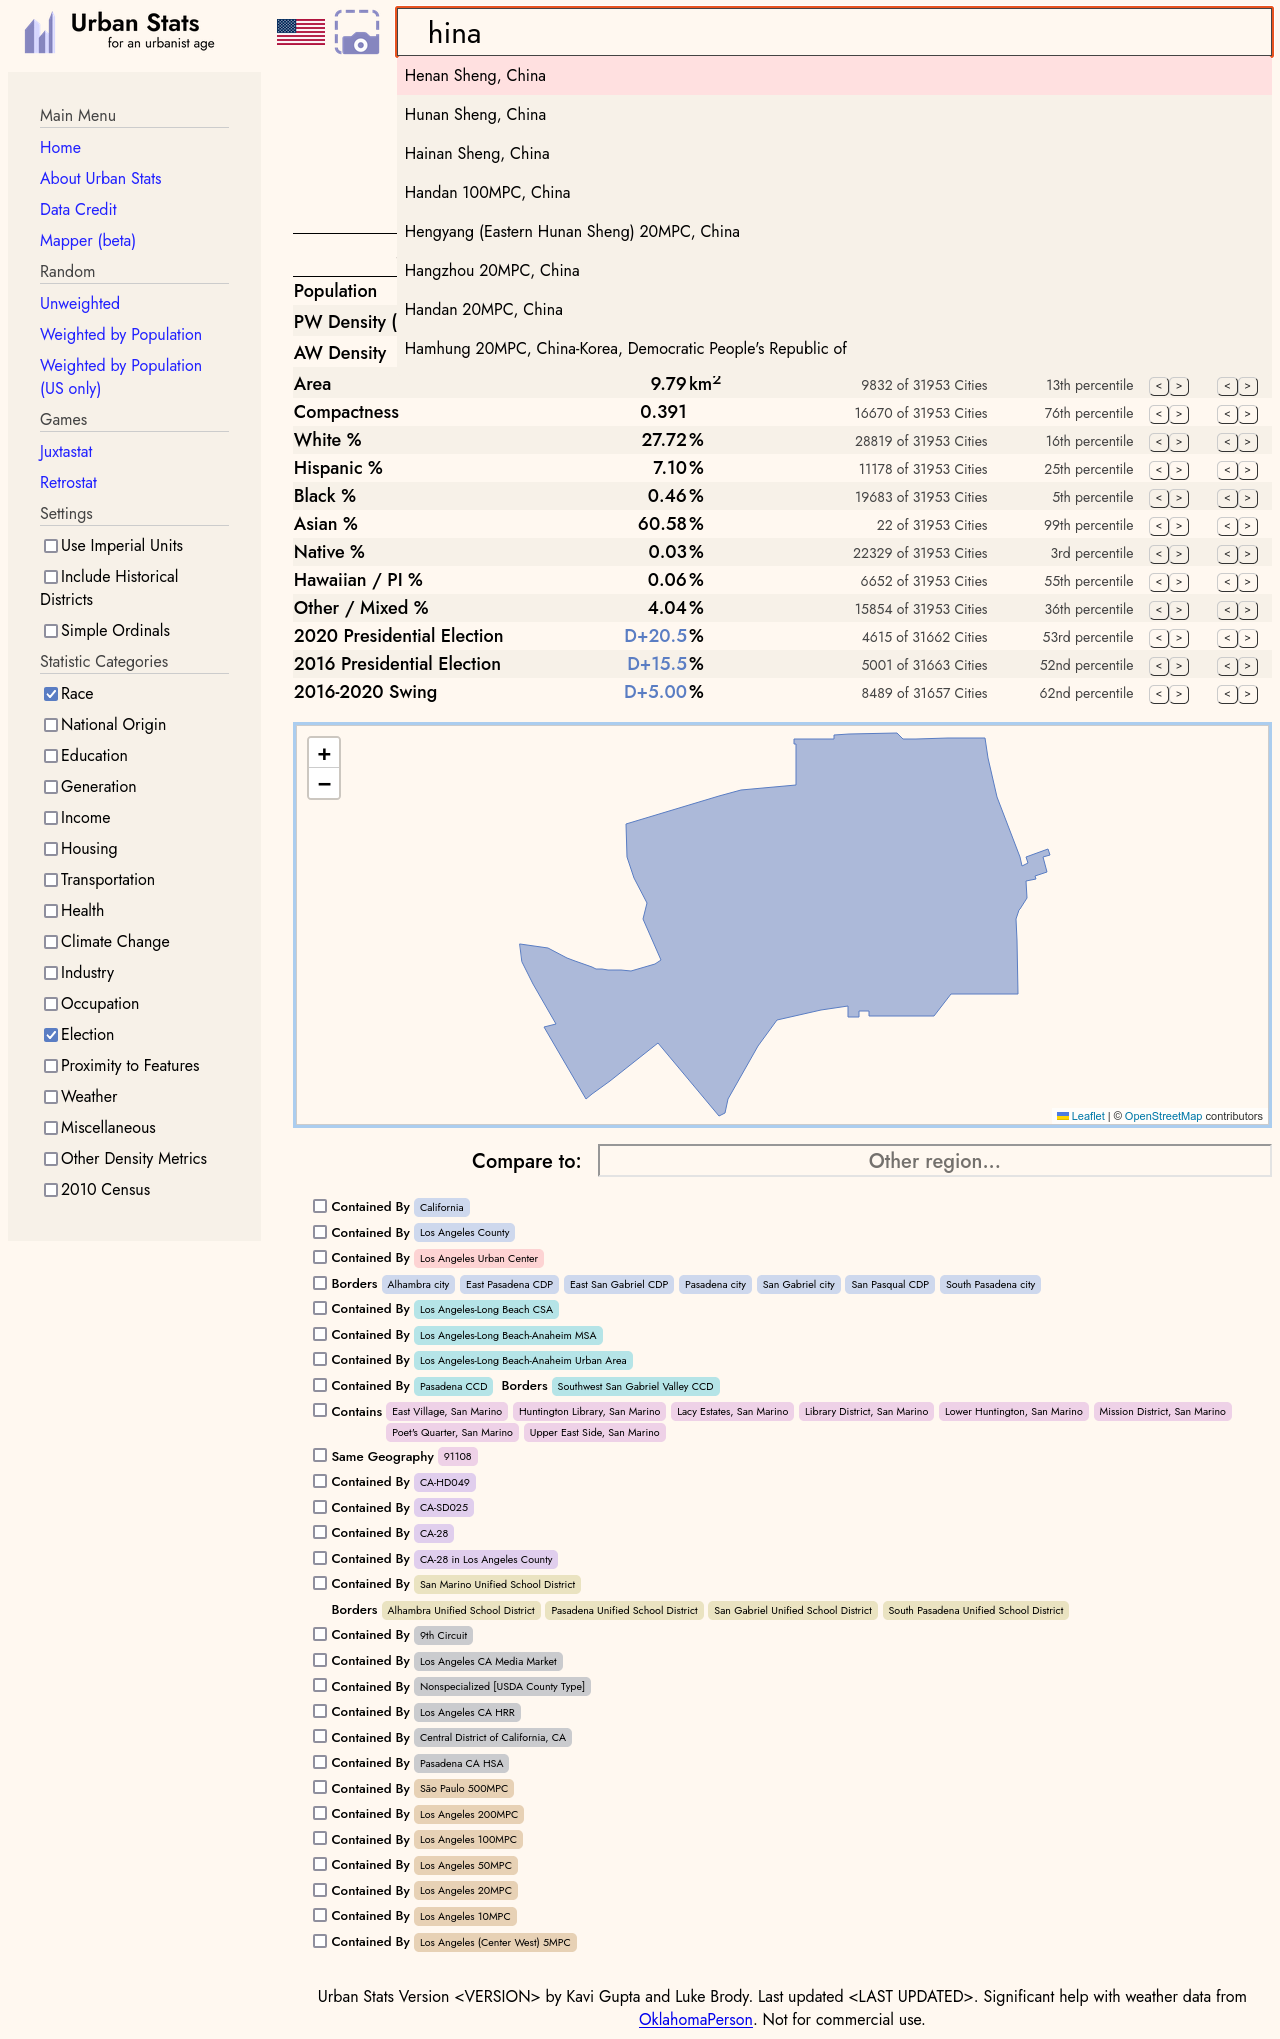 Urban Stats
for an urbanist age
hina
Henan Sheng, China
Hunan Sheng, China
Hainan Sheng, China
Handan 100MPC, China
Hengyang (Eastern Hunan Sheng) 20MPC, China
Hangzhou 20MPC, China
Handan 20MPC, China
Hamhung 20MPC, China-Korea, Democratic People's Republic of
Main Menu
Home
About Urban Stats
Data Credit
Mapper (beta)
Random
Unweighted
Weighted by Population
Weighted by Population
(US only)
Games
Juxtastat
Retrostat
Settings
Use Imperial Units
Include Historical
Districts
Simple Ordinals
Statistic Categories
Race
National Origin
Education
Generation
Income
Housing
Transportation
Health
Climate Change
Industry
Occupation
Election
Proximity to Features
Weather
Miscellaneous
Other Density Metrics
2010 Census
Population
PW Density (
AW Density
Area 9.79 km² 9832 of 31953 Cities 13th percentile < > < >
Compactness 0.391 16670 of 31953 Cities 76th percentile < > < >
White % 27.72 % 28819 of 31953 Cities 16th percentile < > < >
Hispanic % 7.10 % 11178 of 31953 Cities 25th percentile < > < >
Black % 0.46 % 19683 of 31953 Cities 5th percentile < > < >
Asian % 60.58 % 22 of 31953 Cities 99th percentile < > < >
Native % 0.03 % 22329 of 31953 Cities 3rd percentile < > < >
Hawaiian / PI % 0.06 % 6652 of 31953 Cities 55th percentile < > < >
Other / Mixed % 4.04 % 15854 of 31953 Cities 36th percentile < > < >
2020 Presidential Election D+20.5 % 4615 of 31662 Cities 53rd percentile < > < >
2016 Presidential Election D+15.5 % 5001 of 31663 Cities 52nd percentile < > < >
2016-2020 Swing D+5.00 % 8489 of 31657 Cities 62nd percentile < > < >
+
−
Leaflet | © OpenStreetMap contributors
Compare to: Other region...
Contained By California
Contained By Los Angeles County
Contained By Los Angeles Urban Center
Borders Alhambra city East Pasadena CDP East San Gabriel CDP Pasadena city San Gabriel city San Pasqual CDP South Pasadena city
Contained By Los Angeles-Long Beach CSA
Contained By Los Angeles-Long Beach-Anaheim MSA
Contained By Los Angeles-Long Beach-Anaheim Urban Area
Contained By Pasadena CCD Borders Southwest San Gabriel Valley CCD
Contains East Village, San Marino Huntington Library, San Marino Lacy Estates, San Marino Library District, San Marino Lower Huntington, San Marino Mission District, San Marino
Poet's Quarter, San Marino Upper East Side, San Marino
Same Geography 91108
Contained By CA-HD049
Contained By CA-SD025
Contained By CA-28
Contained By CA-28 in Los Angeles County
Contained By San Marino Unified School District
Borders Alhambra Unified School District Pasadena Unified School District San Gabriel Unified School District South Pasadena Unified School District
Contained By 9th Circuit
Contained By Los Angeles CA Media Market
Contained By Nonspecialized [USDA County Type]
Contained By Los Angeles CA HRR
Contained By Central District of California, CA
Contained By Pasadena CA HSA
Contained By São Paulo 500MPC
Contained By Los Angeles 200MPC
Contained By Los Angeles 100MPC
Contained By Los Angeles 50MPC
Contained By Los Angeles 20MPC
Contained By Los Angeles 10MPC
Contained By Los Angeles (Center West) 5MPC
Urban Stats Version <VERSION> by Kavi Gupta and Luke Brody. Last updated <LAST UPDATED>. Significant help with weather data from
OklahomaPerson. Not for commercial use.